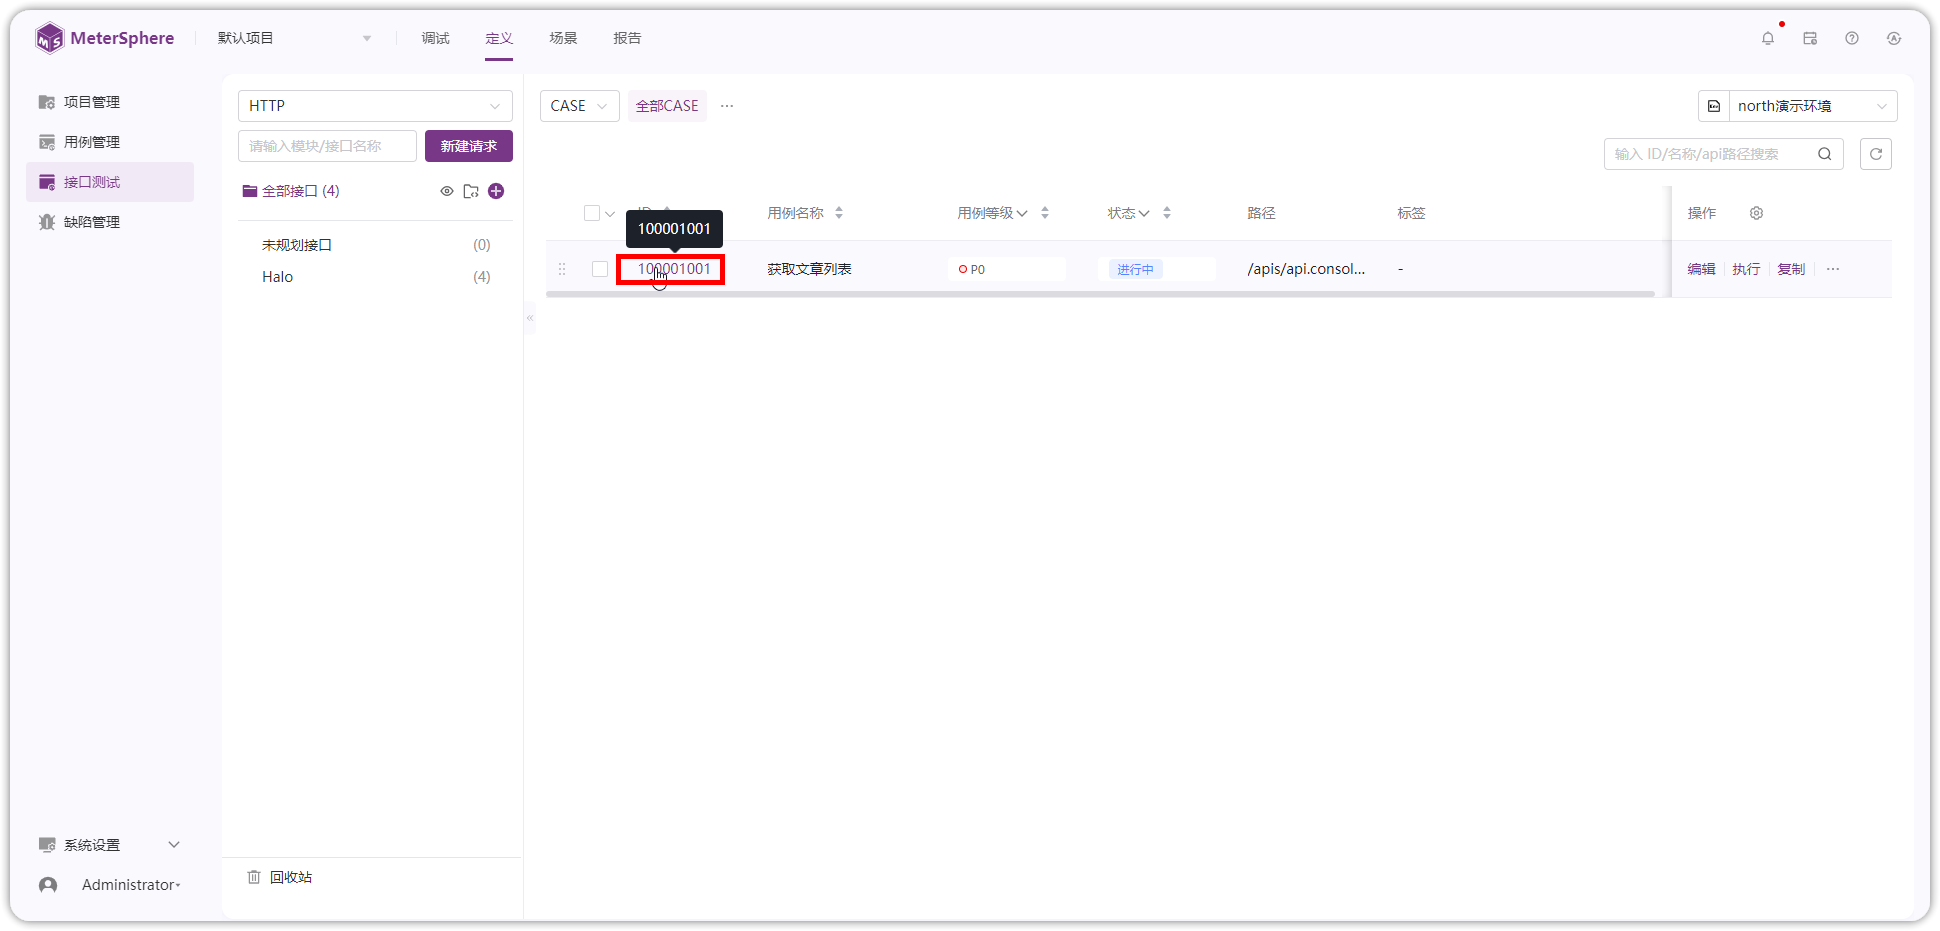 MeterSphere
默认项目
调试
定义
场景
报告
项目管理
用例管理
接口测试
缺陷管理
系统设置
Administrator
HTTP
请输入模块/接口名称
新建请求
全部接口 (4)
未规划接口 (0)
Halo (4)
回收站
CASE
全部CASE
···
north演示环境
输入 ID/名称/api路径搜索
用例名称
用例等级
状态
路径
标签
操作
100001001
100001001
获取文章列表
P0
进行中
/apis/api.consol...
-
编辑
执行
复制
···